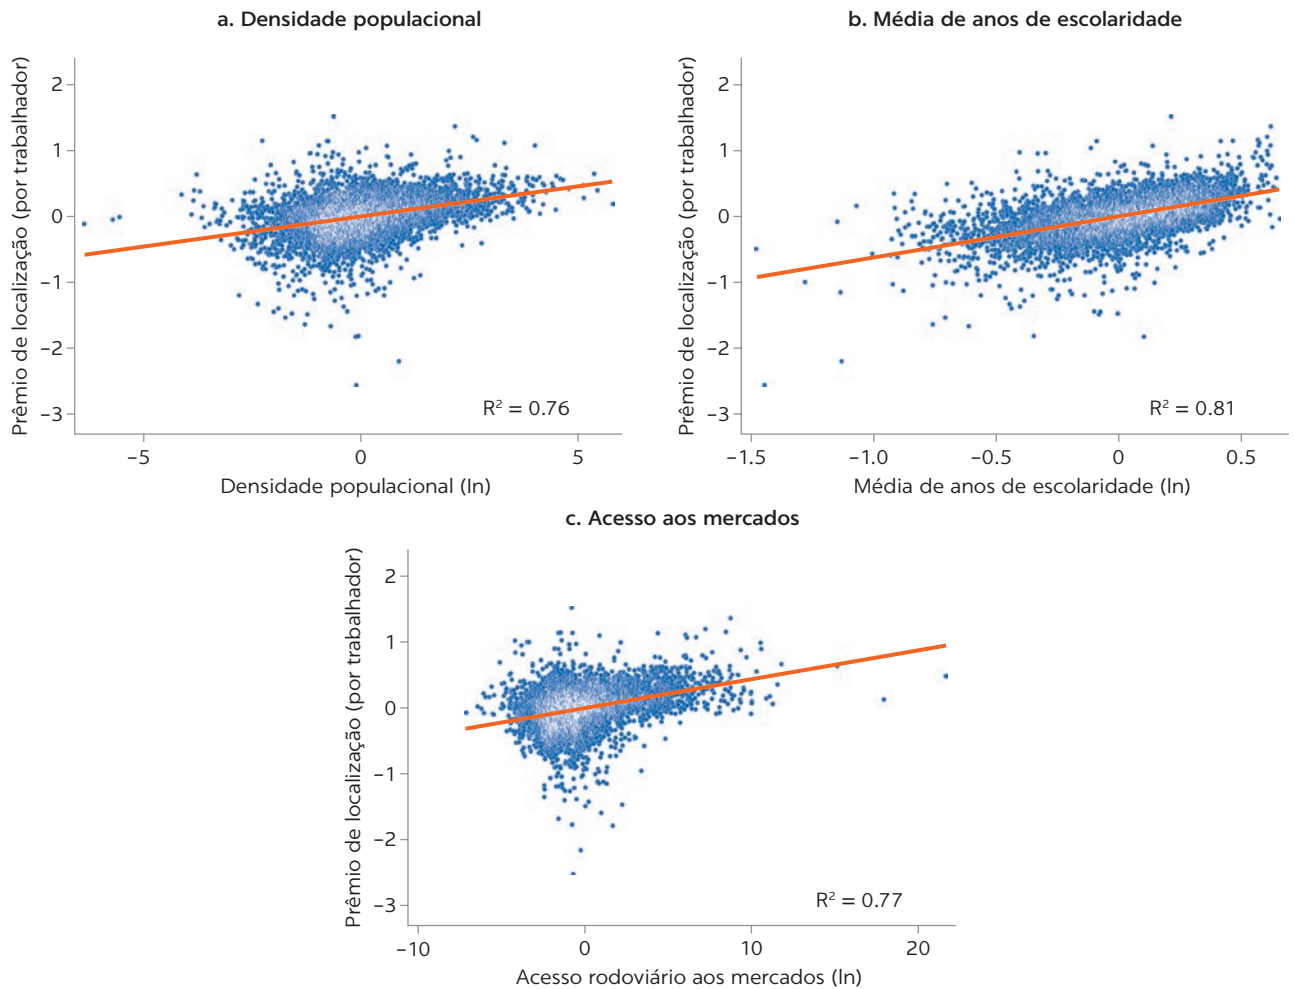 a. Densidade populacional
Prêmio de localização (por trabalhador)
2
1
0
−1
−2
−3
R² = 0.76
−5
0
5
Densidade populacional (ln)
b. Média de anos de escolaridade
Prêmio de localização (por trabalhador)
2
1
0
−1
−2
−3
R² = 0.81
−1.5
−1.0
−0.5
0
0.5
Média de anos de escolaridade (ln)
c. Acesso aos mercados
Prêmio de localização (por trabalhador)
2
1
0
−1
−2
−3
R² = 0.77
−10
0
10
20
Acesso rodoviário aos mercados (ln)